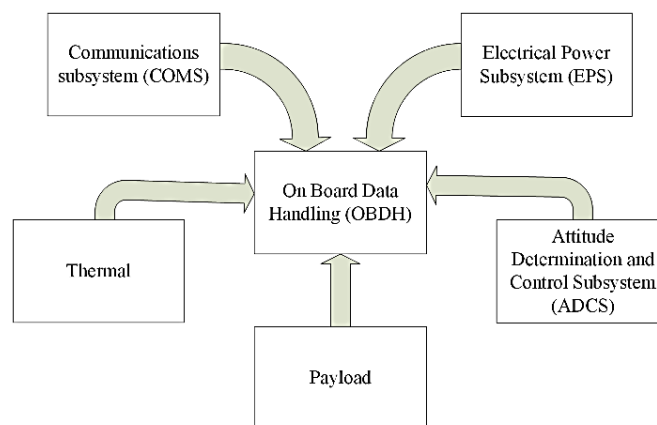 Communications
subsystem (COMS)
Electrical Power
Subsystem (EPS)
On Board Data
Handling (OBDH)
Thermal
Attitude
Determination and
Control Subsystem
(ADCS)
Payload